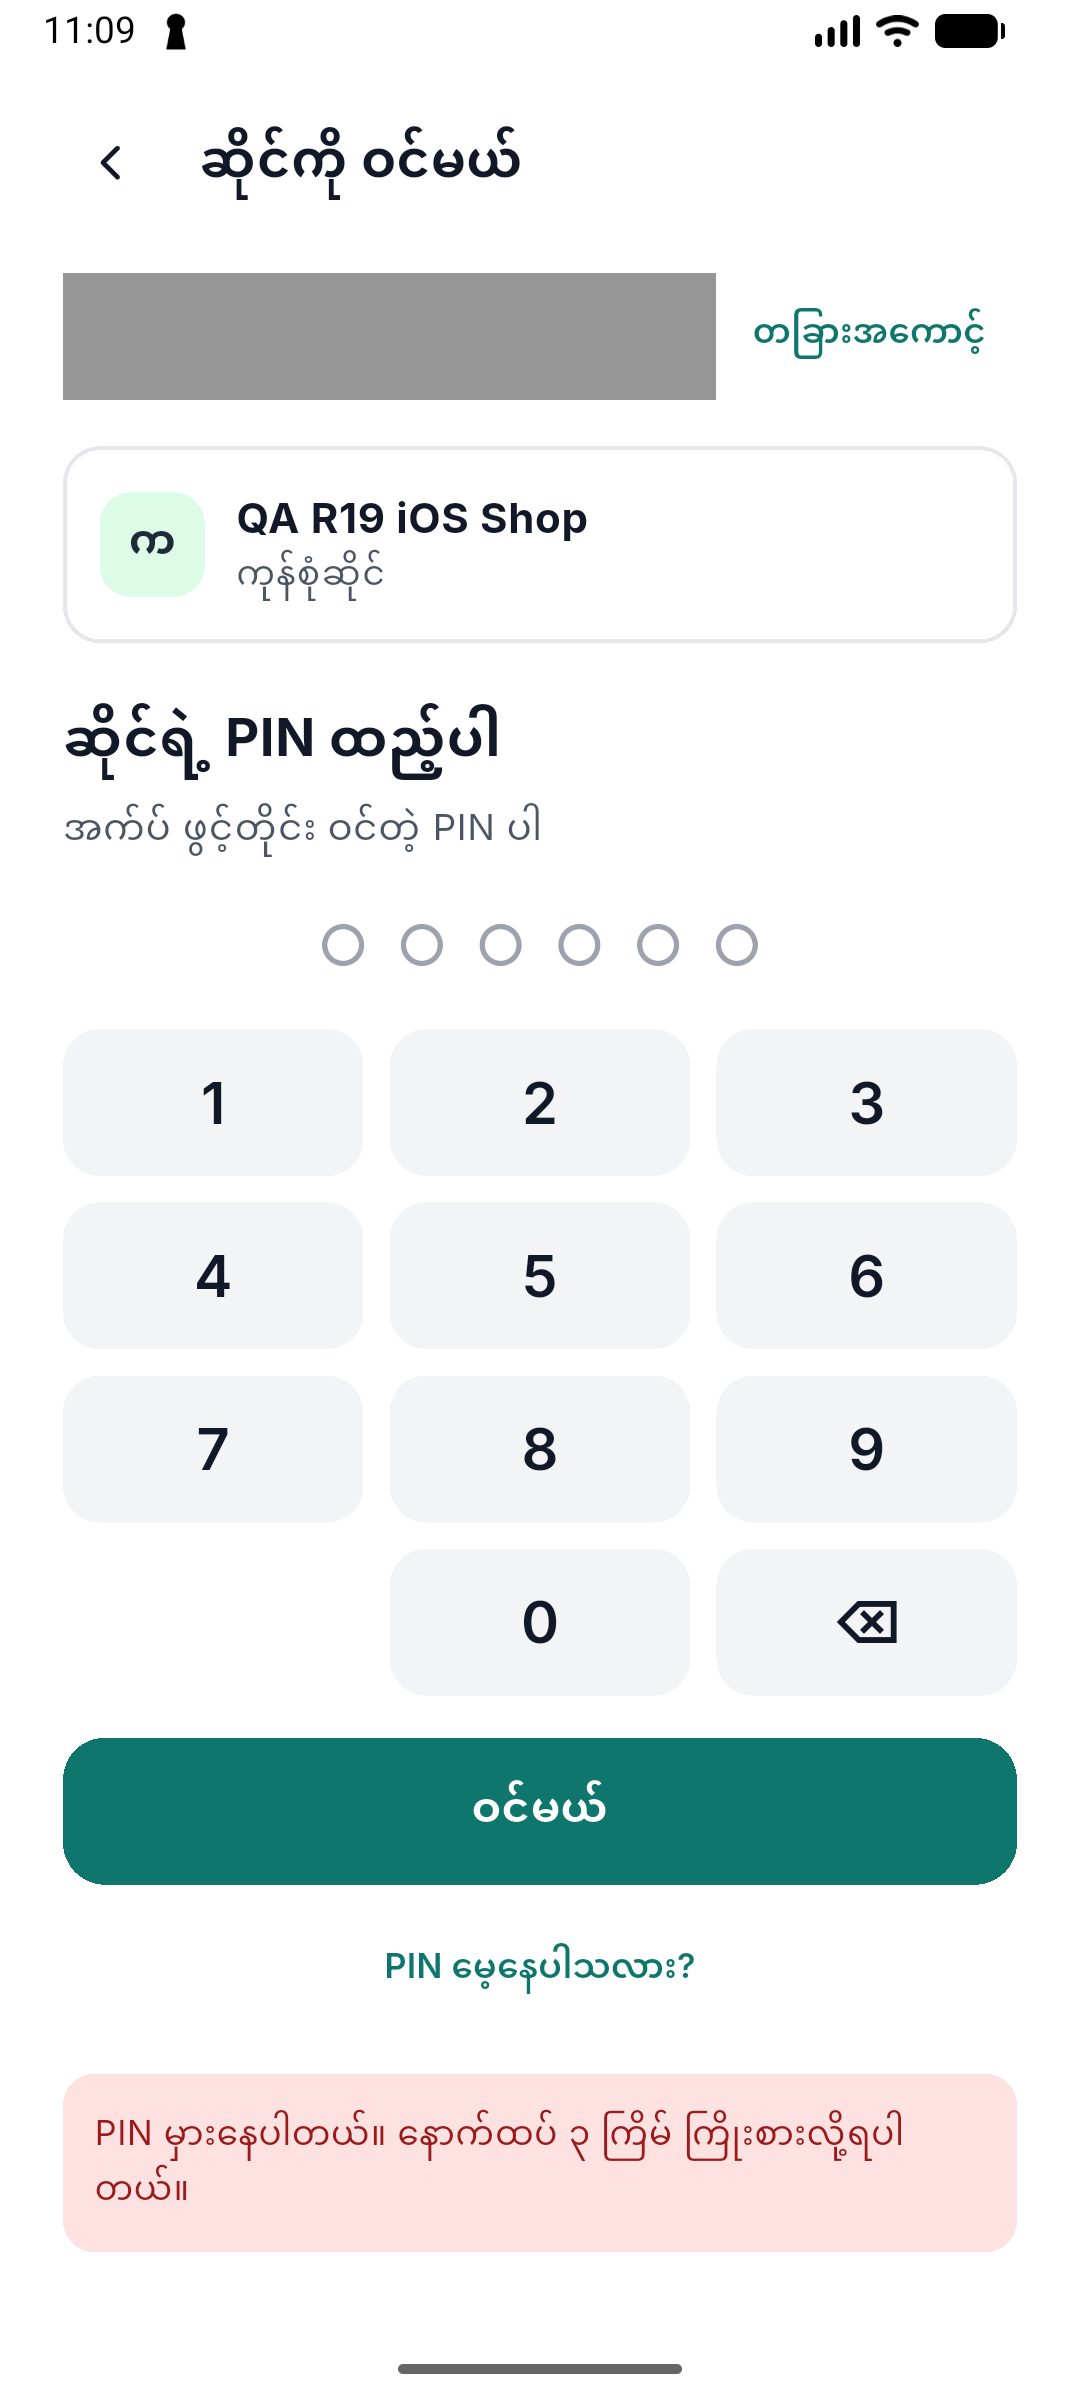 11:09
ဆိုင်ကို ဝင်မယ်
တခြားအကောင့်
က
QA R19 iOS Shop
ကုန်စုံဆိုင်
ဆိုင်ရဲ့ PIN ထည့်ပါ
အက်ပ် ဖွင့်တိုင်း ဝင်တဲ့ PIN ပါ
1 2 3
4 5 6
7 8 9
0
ဝင်မယ်
PIN မေ့နေပါသလား?
PIN မှားနေပါတယ်။ နောက်ထပ် ၃ ကြိမ် ကြိုးစားလို့ရပါ
တယ်။